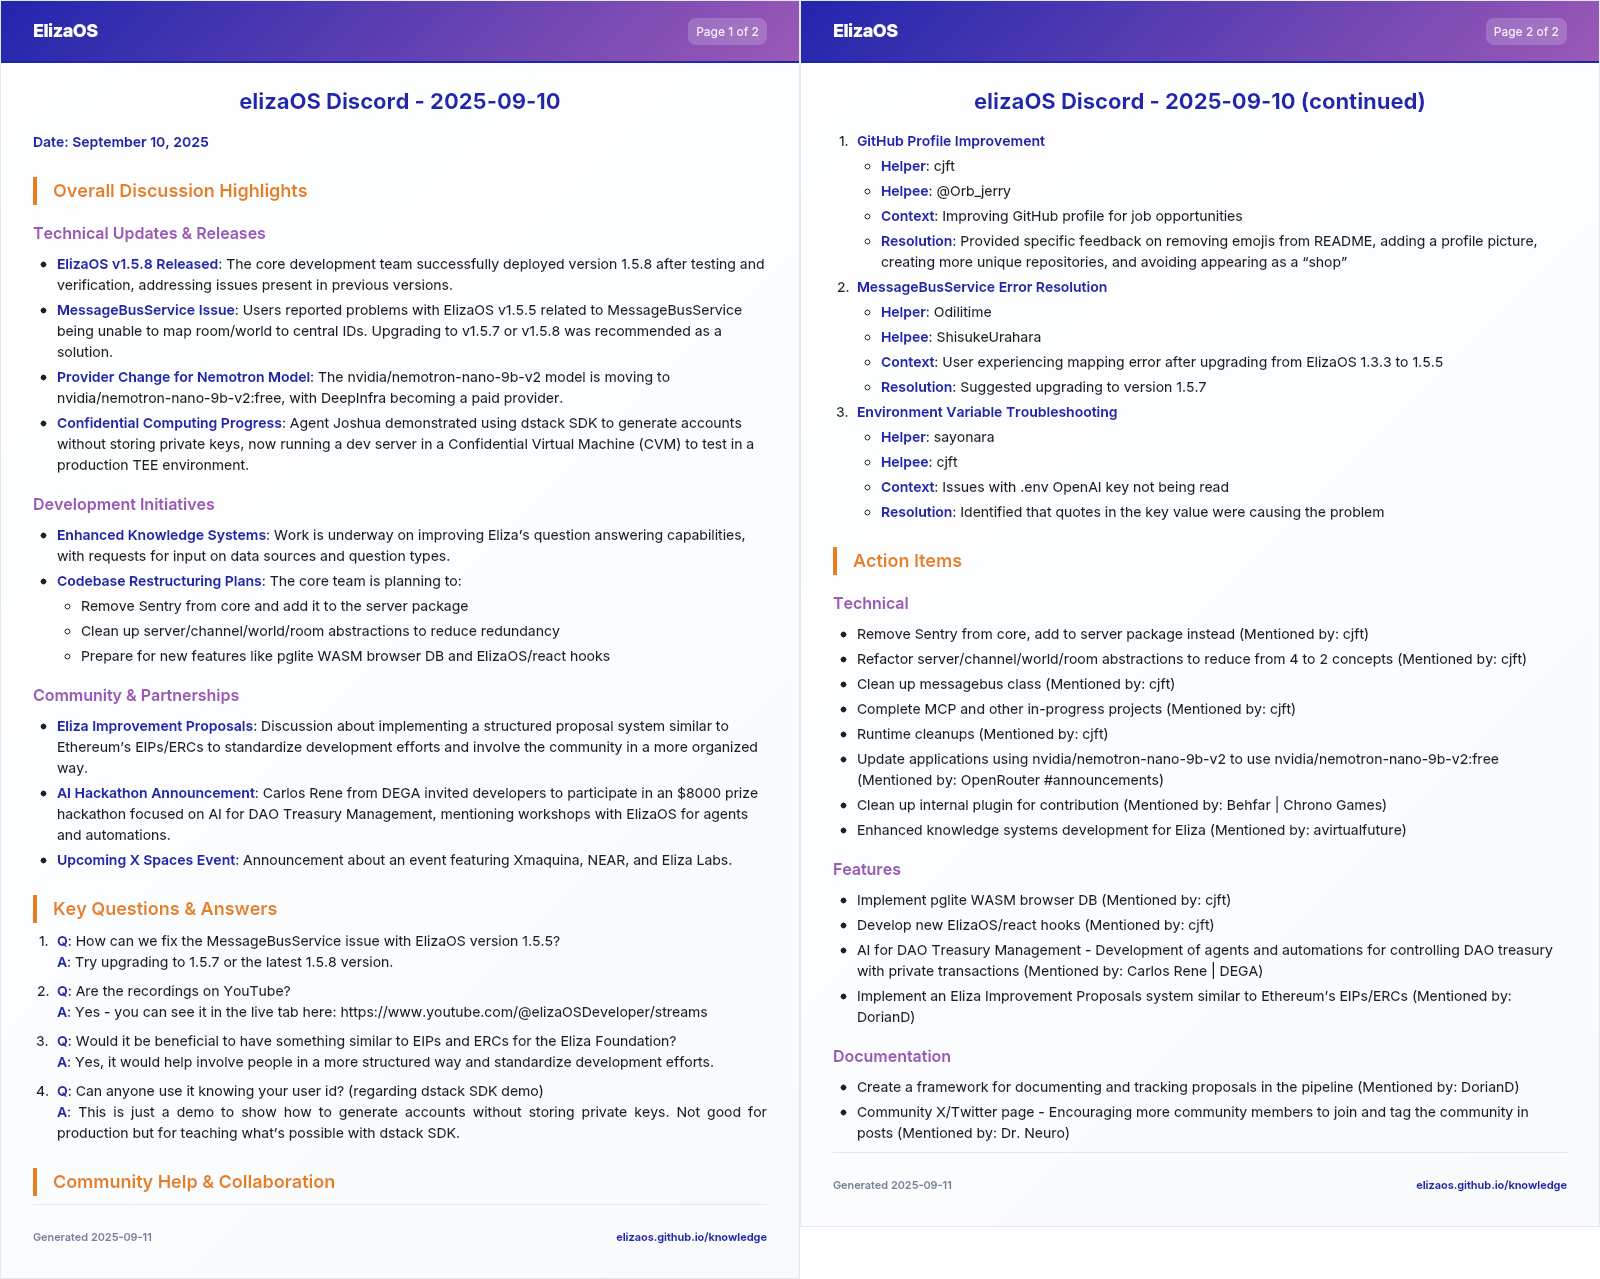 ElizaOS
Page 1 of 2
elizaOS Discord - 2025-09-10
Date: September 10, 2025
Overall Discussion Highlights
Technical Updates & Releases
• ElizaOS v1.5.8 Released: The core development team successfully deployed version 1.5.8 after testing and
verification, addressing issues present in previous versions.
• MessageBusService Issue: Users reported problems with ElizaOS v1.5.5 related to MessageBusService
being unable to map room/world to central IDs. Upgrading to v1.5.7 or v1.5.8 was recommended as a
solution.
• Provider Change for Nemotron Model: The nvidia/nemotron-nano-9b-v2 model is moving to
nvidia/nemotron-nano-9b-v2:free, with DeepInfra becoming a paid provider.
• Confidential Computing Progress: Agent Joshua demonstrated using dstack SDK to generate accounts
without storing private keys, now running a dev server in a Confidential Virtual Machine (CVM) to test in a
production TEE environment.
Development Initiatives
• Enhanced Knowledge Systems: Work is underway on improving Eliza’s question answering capabilities,
with requests for input on data sources and question types.
• Codebase Restructuring Plans: The core team is planning to:
◦ Remove Sentry from core and add it to the server package
◦ Clean up server/channel/world/room abstractions to reduce redundancy
◦ Prepare for new features like pglite WASM browser DB and ElizaOS/react hooks
Community & Partnerships
• Eliza Improvement Proposals: Discussion about implementing a structured proposal system similar to
Ethereum’s EIPs/ERCs to standardize development efforts and involve the community in a more organized
way.
• AI Hackathon Announcement: Carlos Rene from DEGA invited developers to participate in an $8000 prize
hackathon focused on AI for DAO Treasury Management, mentioning workshops with ElizaOS for agents
and automations.
• Upcoming X Spaces Event: Announcement about an event featuring Xmaquina, NEAR, and Eliza Labs.
Key Questions & Answers
1. Q: How can we fix the MessageBusService issue with ElizaOS version 1.5.5?
A: Try upgrading to 1.5.7 or the latest 1.5.8 version.
2. Q: Are the recordings on YouTube?
A: Yes - you can see it in the live tab here: https://www.youtube.com/@elizaOSDeveloper/streams
3. Q: Would it be beneficial to have something similar to EIPs and ERCs for the Eliza Foundation?
A: Yes, it would help involve people in a more structured way and standardize development efforts.
4. Q: Can anyone use it knowing your user id? (regarding dstack SDK demo)
A: This is just a demo to show how to generate accounts without storing private keys. Not good for
production but for teaching what’s possible with dstack SDK.
Community Help & Collaboration
Generated 2025-09-11
elizaos.github.io/knowledge
ElizaOS
Page 2 of 2
elizaOS Discord - 2025-09-10 (continued)
1. GitHub Profile Improvement
◦ Helper: cjft
◦ Helpee: @Orb_jerry
◦ Context: Improving GitHub profile for job opportunities
◦ Resolution: Provided specific feedback on removing emojis from README, adding a profile picture,
creating more unique repositories, and avoiding appearing as a “shop”
2. MessageBusService Error Resolution
◦ Helper: Odilitime
◦ Helpee: ShisukeUrahara
◦ Context: User experiencing mapping error after upgrading from ElizaOS 1.3.3 to 1.5.5
◦ Resolution: Suggested upgrading to version 1.5.7
3. Environment Variable Troubleshooting
◦ Helper: sayonara
◦ Helpee: cjft
◦ Context: Issues with .env OpenAI key not being read
◦ Resolution: Identified that quotes in the key value were causing the problem
Action Items
Technical
• Remove Sentry from core, add to server package instead (Mentioned by: cjft)
• Refactor server/channel/world/room abstractions to reduce from 4 to 2 concepts (Mentioned by: cjft)
• Clean up messagebus class (Mentioned by: cjft)
• Complete MCP and other in-progress projects (Mentioned by: cjft)
• Runtime cleanups (Mentioned by: cjft)
• Update applications using nvidia/nemotron-nano-9b-v2 to use nvidia/nemotron-nano-9b-v2:free
(Mentioned by: OpenRouter #announcements)
• Clean up internal plugin for contribution (Mentioned by: Behfar | Chrono Games)
• Enhanced knowledge systems development for Eliza (Mentioned by: avirtualfuture)
Features
• Implement pglite WASM browser DB (Mentioned by: cjft)
• Develop new ElizaOS/react hooks (Mentioned by: cjft)
• AI for DAO Treasury Management - Development of agents and automations for controlling DAO treasury
with private transactions (Mentioned by: Carlos Rene | DEGA)
• Implement an Eliza Improvement Proposals system similar to Ethereum’s EIPs/ERCs (Mentioned by:
DorianD)
Documentation
• Create a framework for documenting and tracking proposals in the pipeline (Mentioned by: DorianD)
• Community X/Twitter page - Encouraging more community members to join and tag the community in
posts (Mentioned by: Dr. Neuro)
Generated 2025-09-11
elizaos.github.io/knowledge